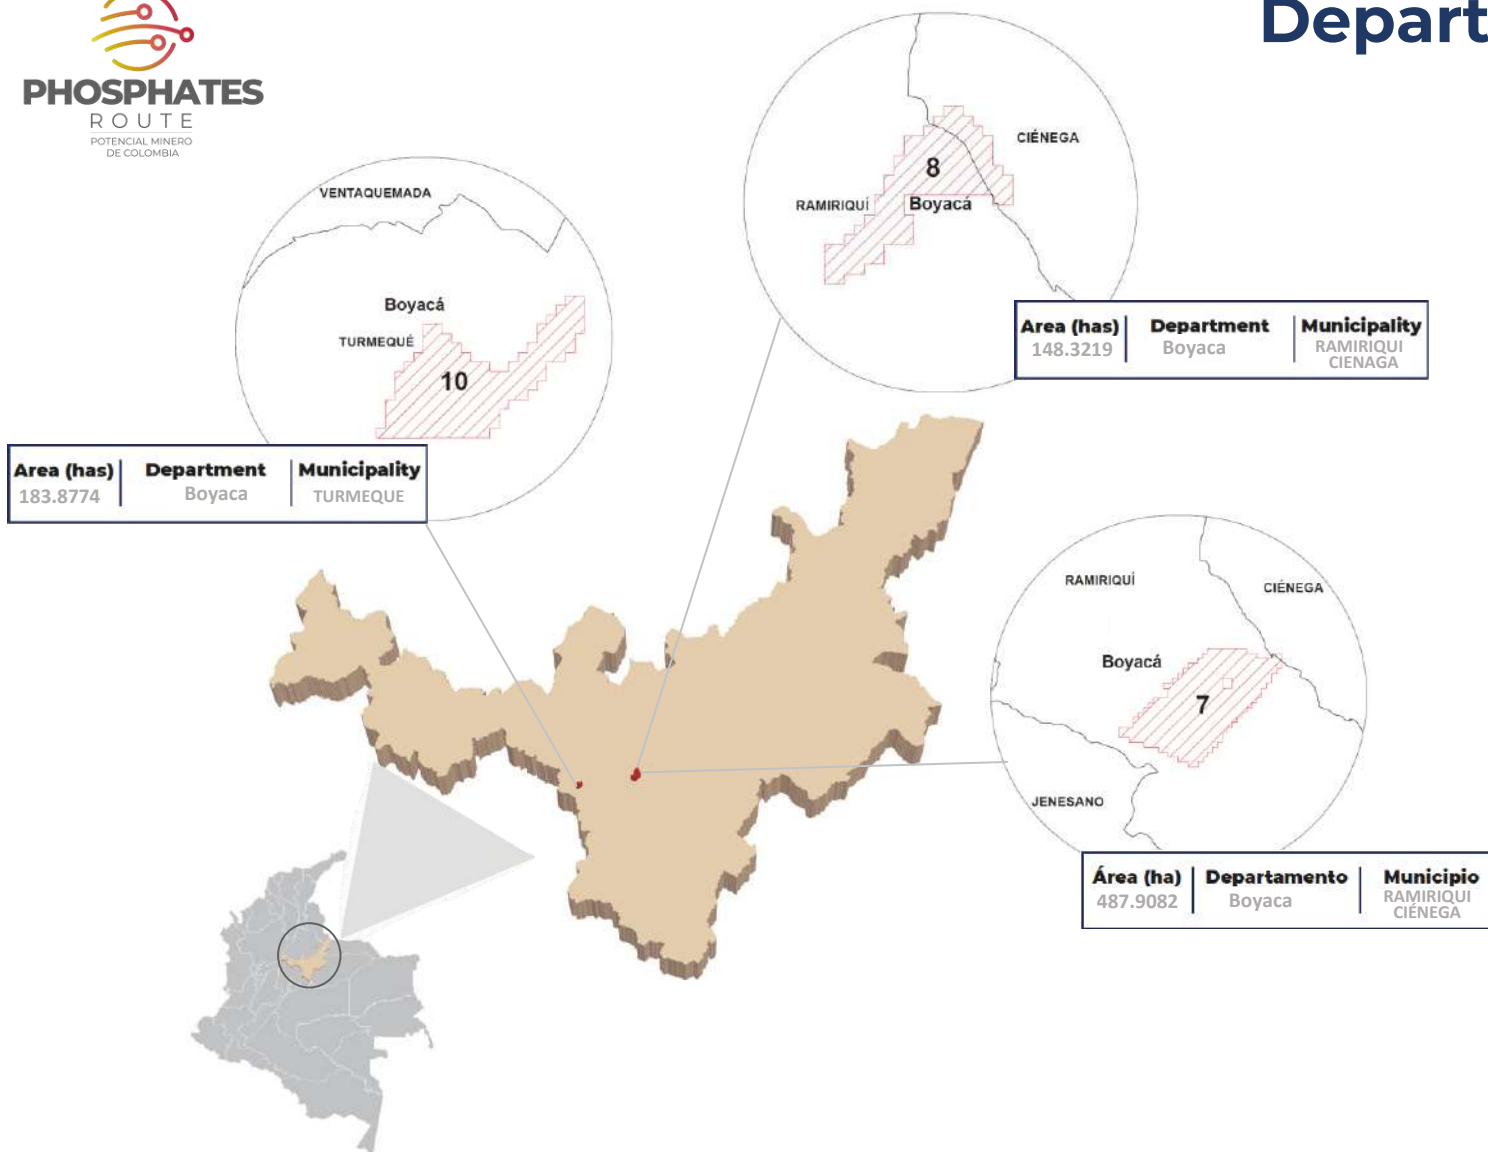 Depart
PHOSPHATES
ROUTE
POTENCIAL MINERO
DE COLOMBIA
VENTAQUEMADA
Boyacá
TURMEQUÉ
10
Area (has) Department Municipality
183.8774 Boyaca TURMEQUE
CIÉNEGA
8
RAMIRIQUÍ Boyacá
Area (has) Department Municipality
148.3219 Boyaca RAMIRIQUI
CIENAGA
RAMIRIQUÍ
CIÉNEGA
Boyacá
7
JENESANO
Área (ha) Departamento Municipio
487.9082 Boyaca RAMIRIQUI
CIÉNEGA